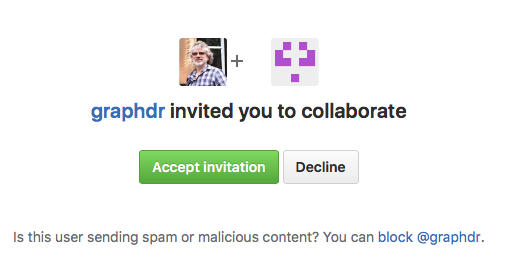 +
graphdr invited you to collaborate
Accept invitation Decline
Is this user sending spam or malicious content? You can block @graphdr.